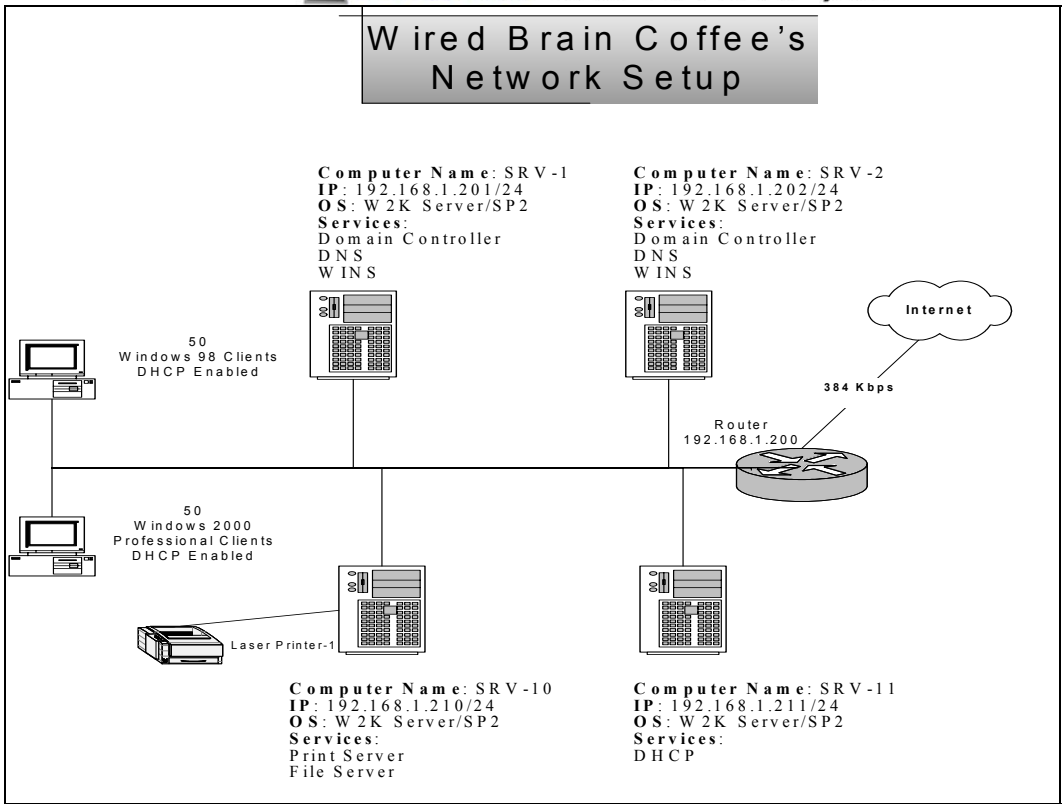 Wired Brain Coffee's
Network Setup
Computer Name: SRV-1
IP: 192.168.1.201/24
OS: W2K Server/SP2
Services:
Domain Controller
DNS
WINS
Computer Name: SRV-2
IP: 192.168.1.202/24
OS: W2K Server/SP2
Services:
Domain Controller
DNS
WINS
Internet
50
Windows 98 Clients
DHCP Enabled
384 Kbps
Router
192.168.1.200
50
Windows 2000
Professional Clients
DHCP Enabled
Laser Printer-1
Computer Name: SRV-10
IP: 192.168.1.210/24
OS: W2K Server/SP2
Services:
Print Server
File Server
Computer Name: SRV-11
IP: 192.168.1.211/24
OS: W2K Server/SP2
Services:
DHCP